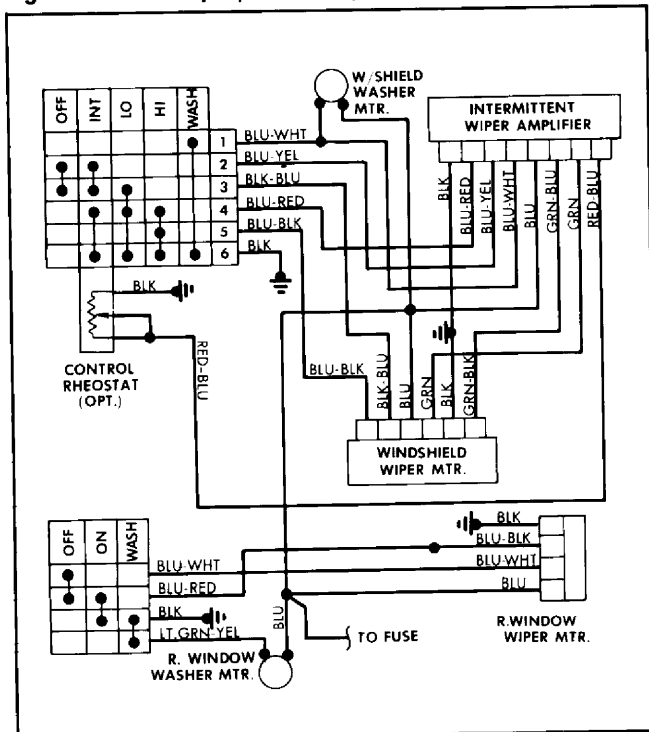 W/SHIELD
WASHER
MTR.
INTERMITTENT
WIPER AMPLIFIER
OFF
INT
LO
HI
WASH
1
2
3
4
5
6
BLU-WHT
BLU-YEL
BLK-BLU
BLU-RED
BLU-BLK
BLK
BLK
BLU-RED
BLU-YEL
BLU-WHT
BLU
GRN-BLU
GRN
RED-BLU
BLK
CONTROL
RHEOSTAT
(OPT.)
RED-BLU
BLU-BLK
BLK-BLU
BLU
GRN
BLK
GRN-BLK
WINDSHIELD
WIPER MTR.
OFF
ON
WASH
BLU-WHT
BLU-RED
BLK
LT.GRN-YEL
BLU
BLK
BLU-BLK
BLU-WHT
BLU
R.WINDOW
WIPER MTR.
TO FUSE
R. WINDOW
WASHER MTR.